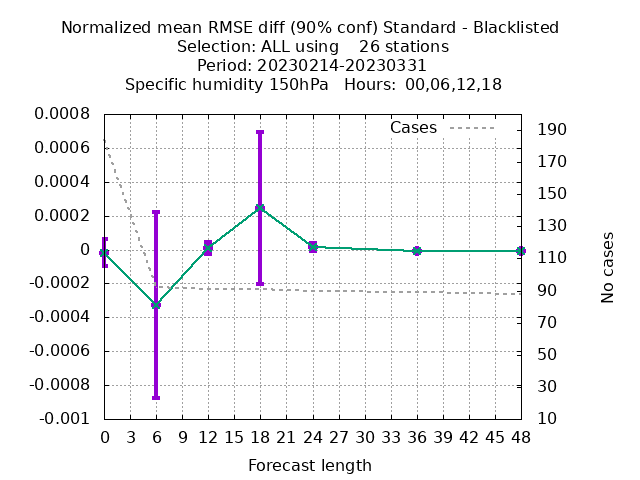 Normalized mean RMSE diff (90% conf) Standard - Blacklisted
Selection: ALL using    26 stations
Period: 20230214-20230331
Specific humidity 150hPa   Hours: 00,06,12,18
Cases
0.0008
0.0006
0.0004
0.0002
0
-0.0002
-0.0004
-0.0006
-0.0008
-0.001
190
170
150
130
110
90
70
50
30
10
No cases
0 3 6 9 12 15 18 21 24 27 30 33 36 39 42 45 48
Forecast length